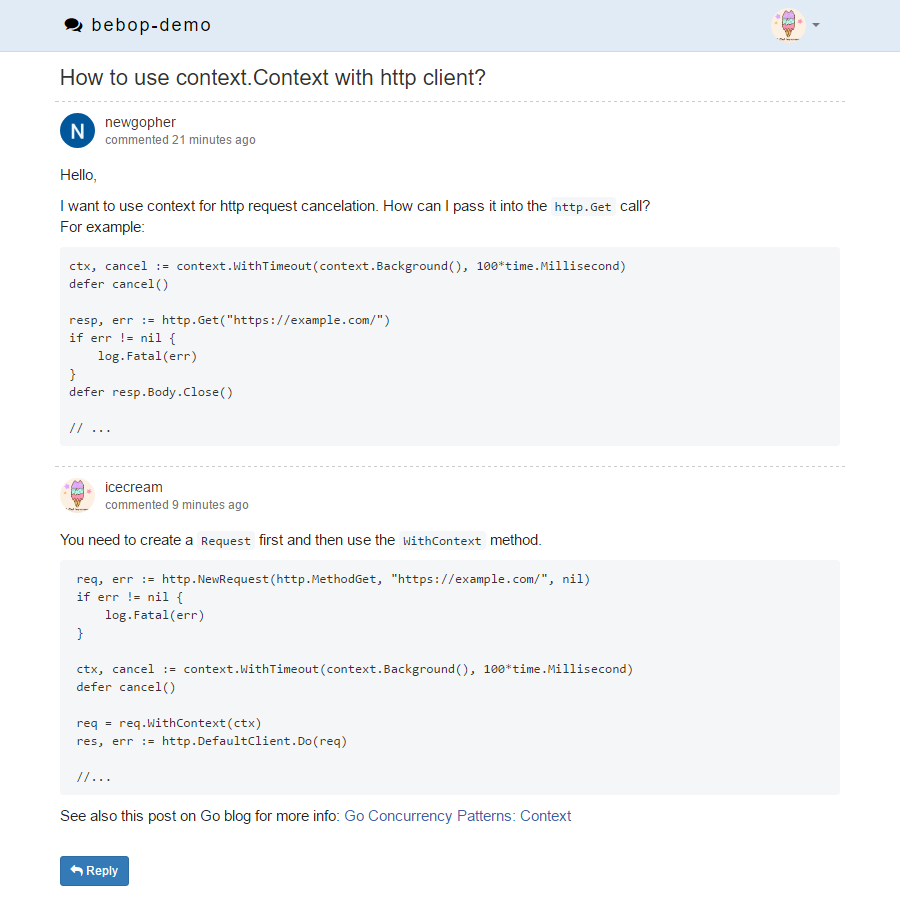 bebop-demo
How to use context.Context with http client?
N
newgopher
commented 21 minutes ago
Hello,
I want to use context for http request cancelation. How can I pass it into the http.Get call?
For example:
ctx, cancel := context.WithTimeout(context.Background(), 100*time.Millisecond)
defer cancel()
resp, err := http.Get("https://example.com/")
if err != nil {
    log.Fatal(err)
}
defer resp.Body.Close()
// ...
icecream
commented 9 minutes ago
You need to create a Request first and then use the WithContext method.
req, err := http.NewRequest(http.MethodGet, "https://example.com/", nil)
if err != nil {
    log.Fatal(err)
}
ctx, cancel := context.WithTimeout(context.Background(), 100*time.Millisecond)
defer cancel()
req = req.WithContext(ctx)
res, err := http.DefaultClient.Do(req)
//...
See also this post on Go blog for more info: Go Concurrency Patterns: Context
Reply